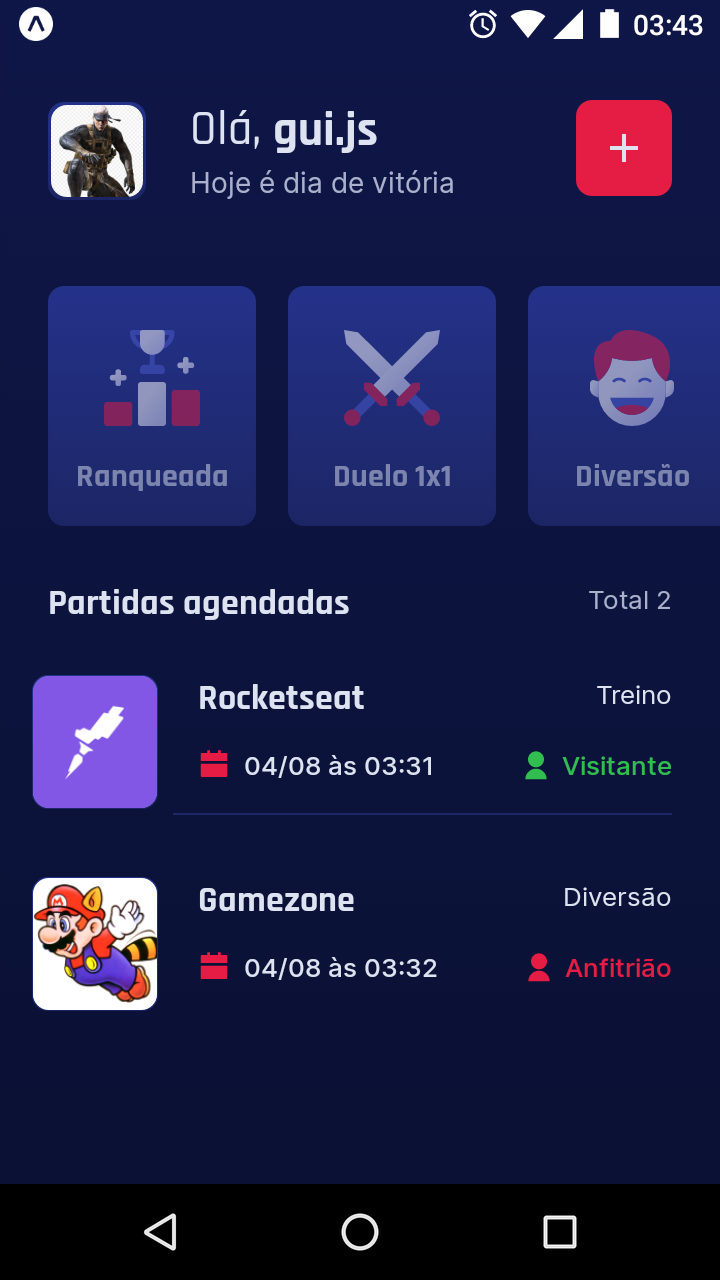 03:43
Olá, gui.js
Hoje é dia de vitória
Ranqueada
Duelo 1x1
Diversão
Partidas agendadas
Total 2
Rocketseat
Treino
04/08 às 03:31
Visitante
Gamezone
Diversão
04/08 às 03:32
Anfitrião